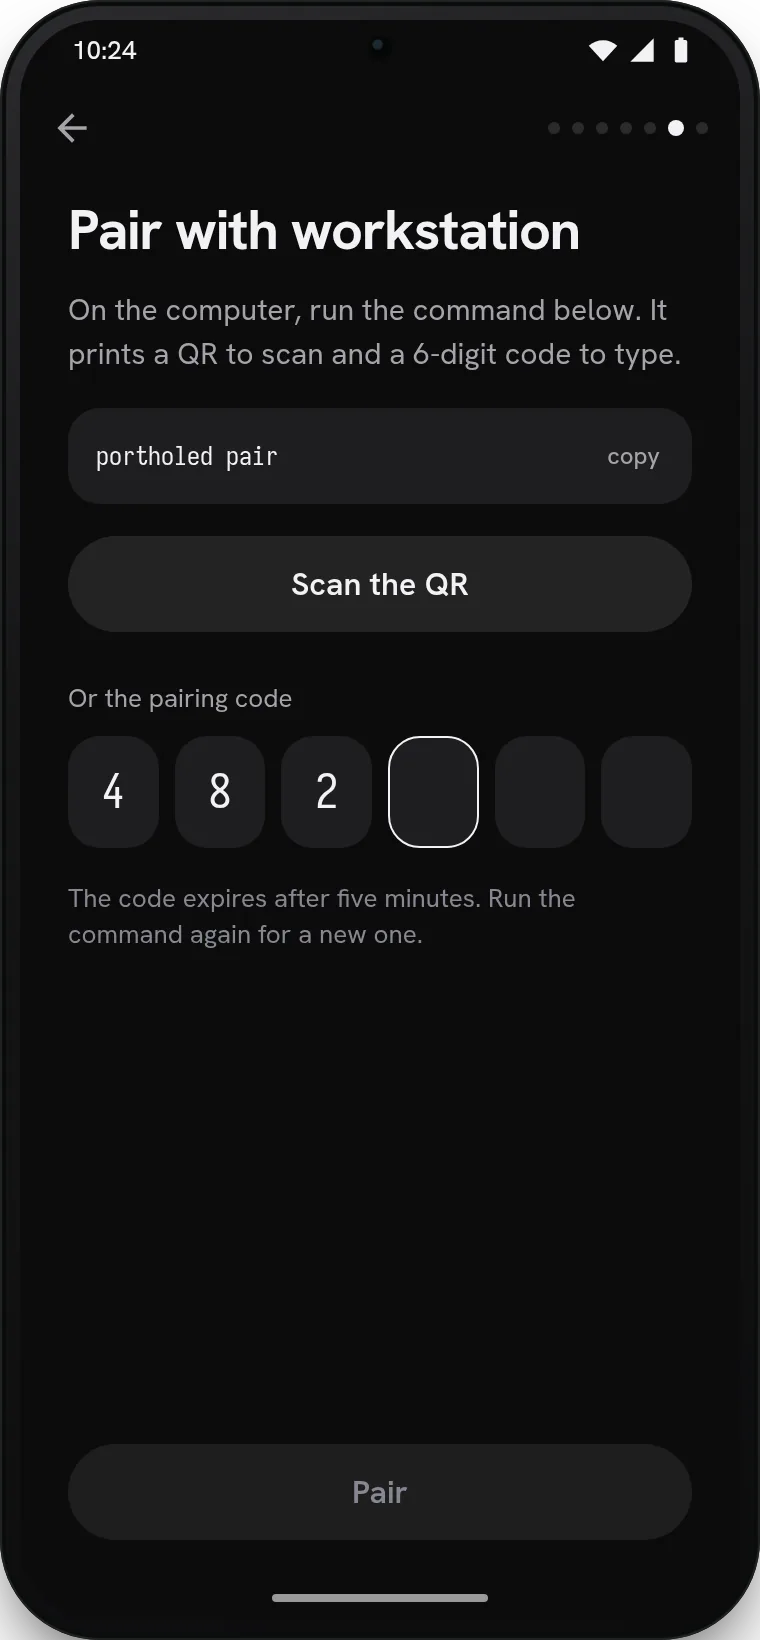 10:24
Pair with workstation
On the computer, run the command below. It
prints a QR to scan and a 6-digit code to type.
portholed pair
copy
Scan the QR
Or the pairing code
4 8 2
The code expires after five minutes. Run the
command again for a new one.
Pair